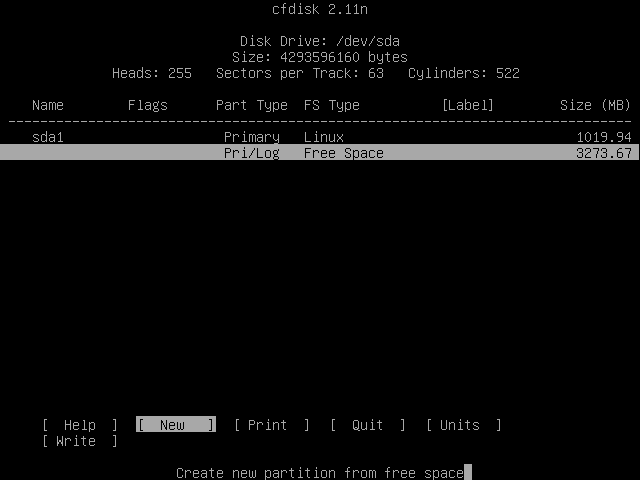 cfdisk 2.11n
Disk Drive: /dev/sda
Size: 4293596160 bytes
Heads: 255   Sectors per Track: 63   Cylinders: 522
Name        Flags      Part Type  FS Type          [Label]        Size (MB)
------------------------------------------------------------------------------
sda1                    Primary   Linux                             1019.94
                        Pri/Log   Free Space                        3273.67
[  Help  ]  [  New   ]  [ Print  ]  [  Quit  ]  [ Units  ]
[ Write  ]
Create new partition from free space